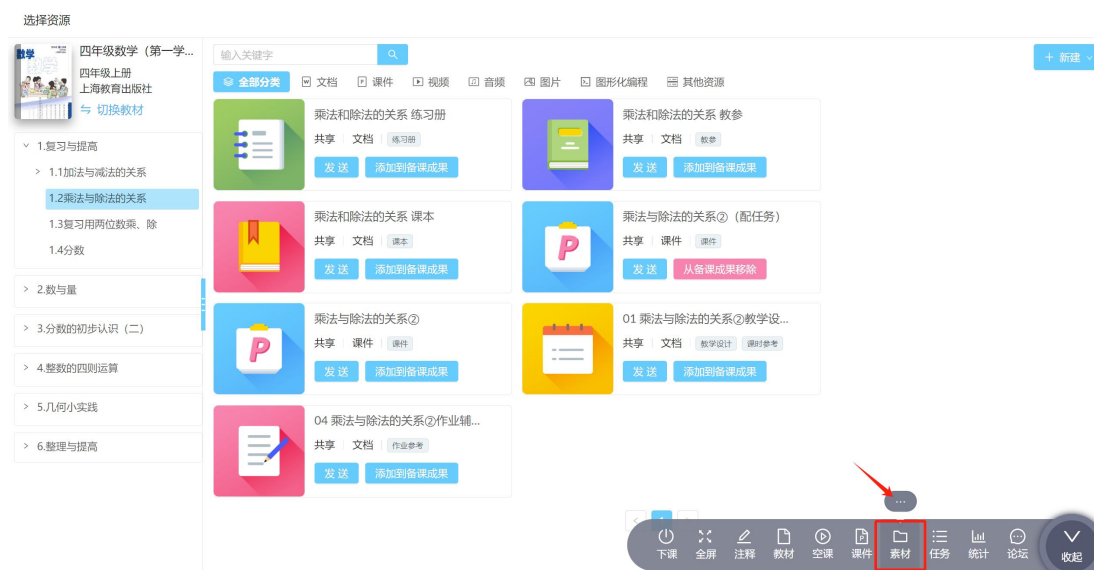 选择资源
数学
四年级数学（第一学...
四年级上册
上海教育出版社
切换教材
输入关键字
新建
全部分类 文档 课件 视频 音频 图片 图形化编程 其他资源
1.复习与提高
1.1加法与减法的关系
1.2乘法与除法的关系
1.3复习用两位数乘、除
1.4分数
2.数与量
3.分数的初步认识（二）
4.整数的四则运算
5.几何小实践
6.整理与提高
乘法和除法的关系 练习册
共享 文档 练习册
发送 添加到备课成果
乘法和除法的关系 教参
共享 文档 教参
发送 添加到备课成果
乘法和除法的关系 课本
共享 文档 课本
发送 添加到备课成果
乘法与除法的关系②（配任务）
共享 课件 课件
发送 从备课成果移除
乘法与除法的关系②
共享 课件 课件
发送 添加到备课成果
01 乘法与除法的关系②教学设...
共享 文档 教学设计 课时参考
发送 添加到备课成果
04 乘法与除法的关系②作业辅...
共享 文档 作业参考
发送 添加到备课成果
...
下课 全屏 注释 教材 空课 课件 素材 任务 统计 论坛 收起